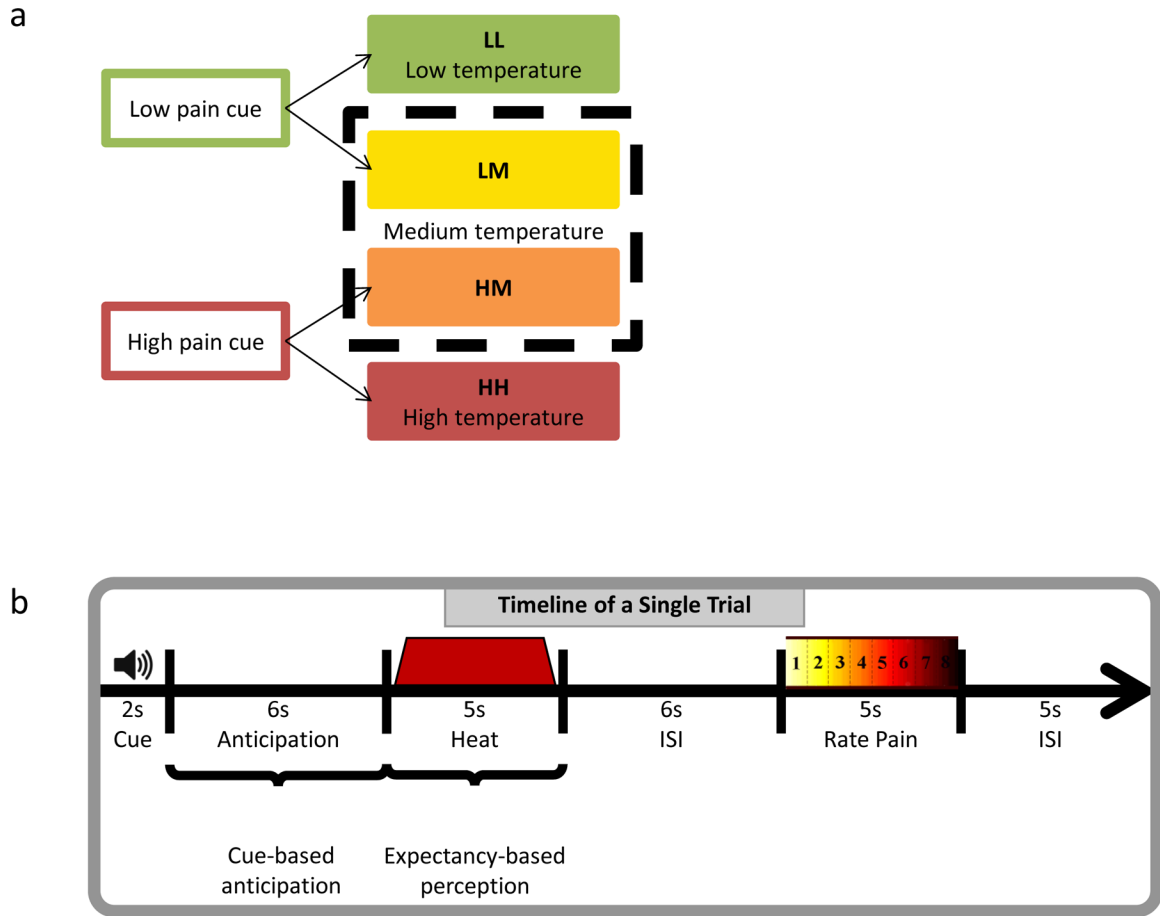 a
LL
Low temperature
Low pain cue
LM
Medium temperature
HM
High pain cue
HH
High temperature
b
Timeline of a Single Trial
1 2 3 4 5 6 7 8
2s 6s 5s 6s 5s 5s
Cue Anticipation Heat ISI Rate Pain ISI
Cue-based Expectancy-based
anticipation perception